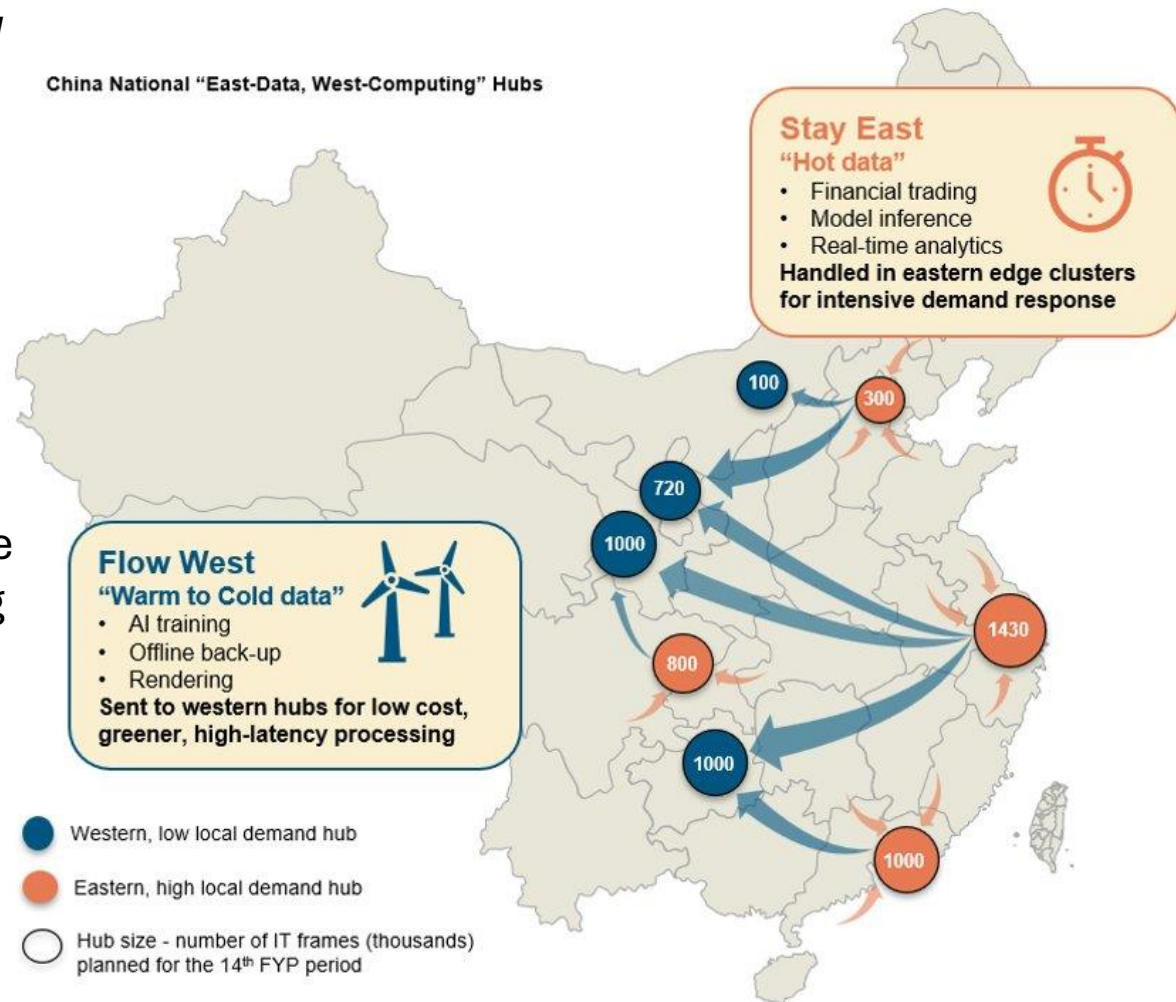 China National “East-Data, West-Computing” Hubs
Stay East
“Hot data”
• Financial trading
• Model inference
• Real-time analytics
Handled in eastern edge clusters
for intensive demand response
100
300
720
1000
Flow West
“Warm to Cold data”
• AI training
• Offline back-up
• Rendering
Sent to western hubs for low cost,
greener, high-latency processing
800
1430
1000
1000
Western, low local demand hub
Eastern, high local demand hub
Hub size - number of IT frames (thousands)
planned for the 14th FYP period